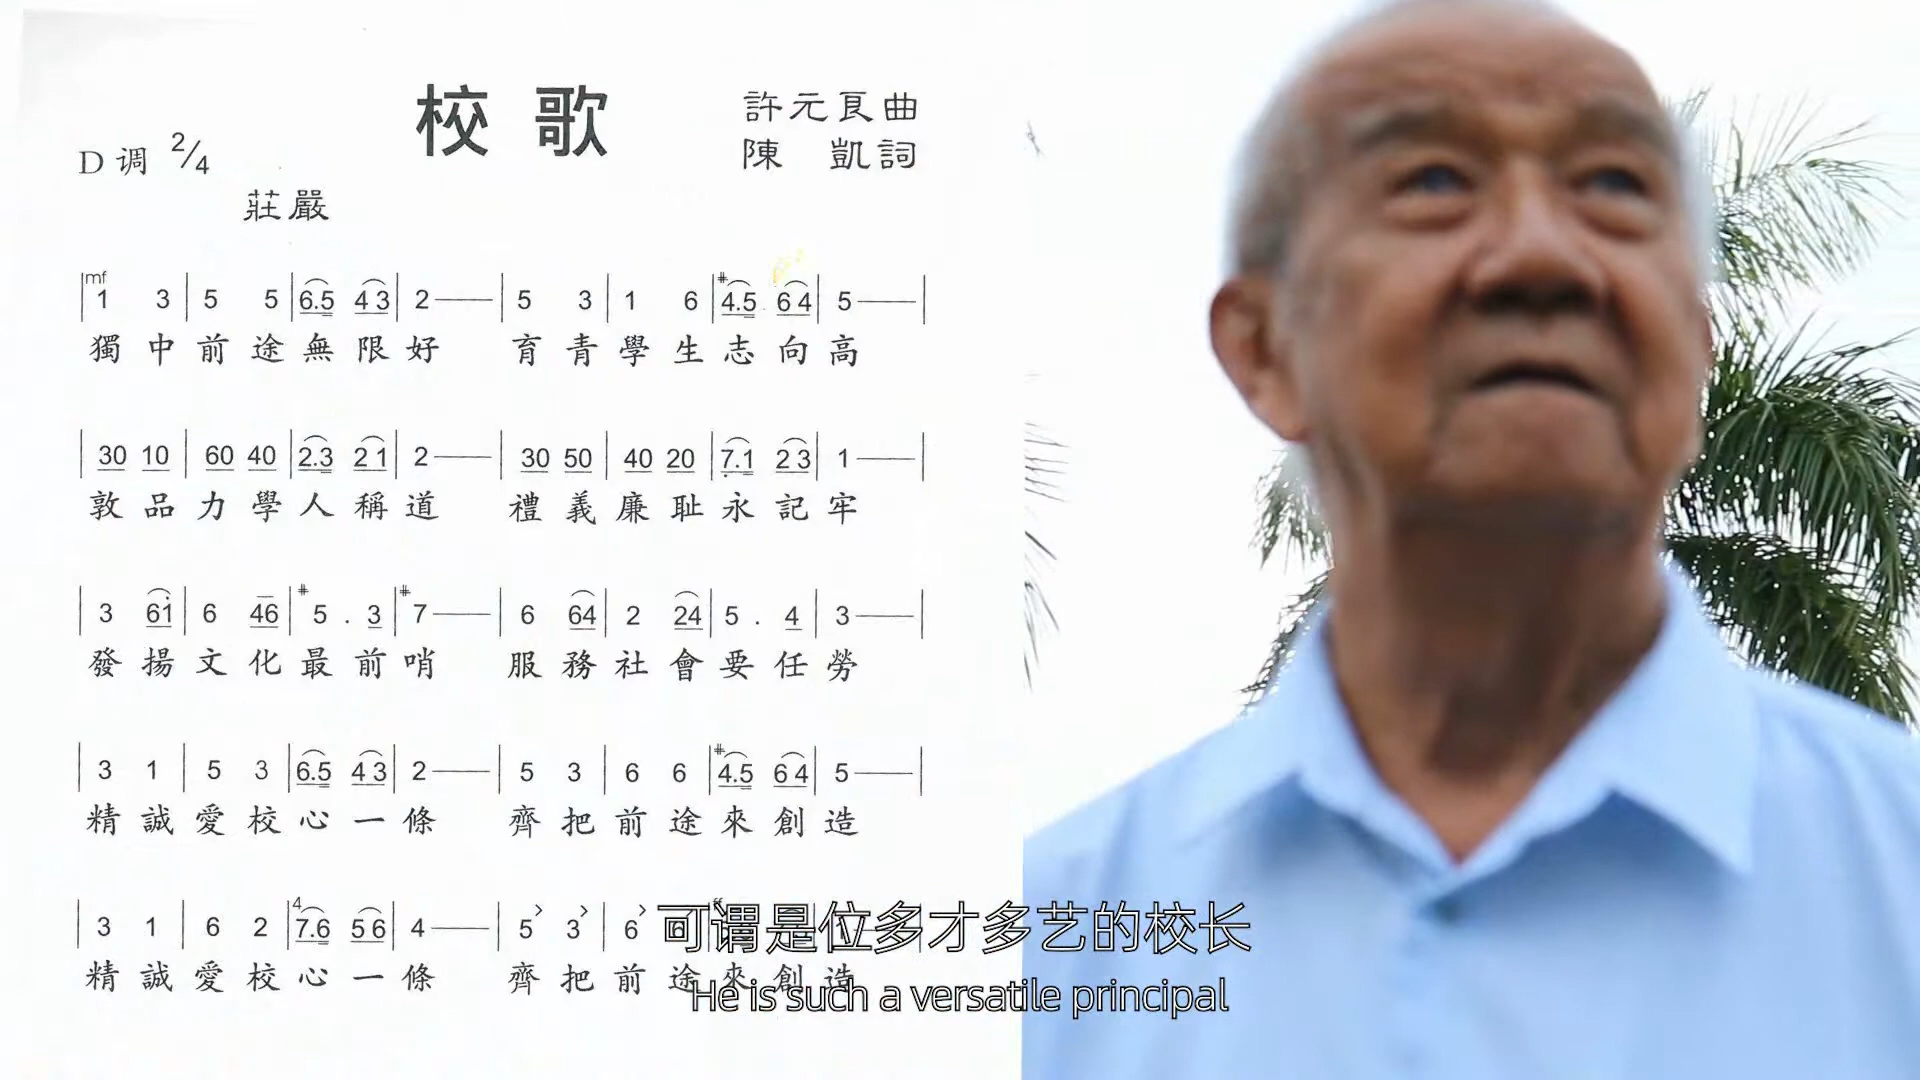 校 歌
許元良曲
陳 凱詞
D 调 2/4
莊嚴
mf
1 3 | 5 5 | 6.5 4 3 | 2 —— | 5 3 | 1 6 | #4.5 6 4 | 5 —— |
獨 中 前 途 無 限 好 育 青 學 生 志 向 高
30 10 | 60 40 | 2.3 2 1 | 2 —— | 30 50 | 40 20 | 7.1 2 3 | 1 —— |
敦 品 力 學 人 稱 道 禮 義 廉 耻 永 記 牢
3 61 | 6 46 | #5 . 3 | #7 —— | 6 64 | 2 24 | 5 . 4 | 3 —— |
發 揚 文 化 最 前 哨 服 務 社 會 要 任 勞
3 1 | 5 3 | 6.5 4 3 | 2 —— | 5 3 | 6 6 | #4.5 6 4 | 5 —— |
精 誠 愛 校 心 一 條 齊 把 前 途 來 創 造
3 1 | 6 2 | 7.6 5 6 | 4 —— | 5 3 | 6
精 誠 愛 校 心 一 條 齊 把 前 途 來 創 造
可谓是位多才多艺的校长
He is such a versatile principal